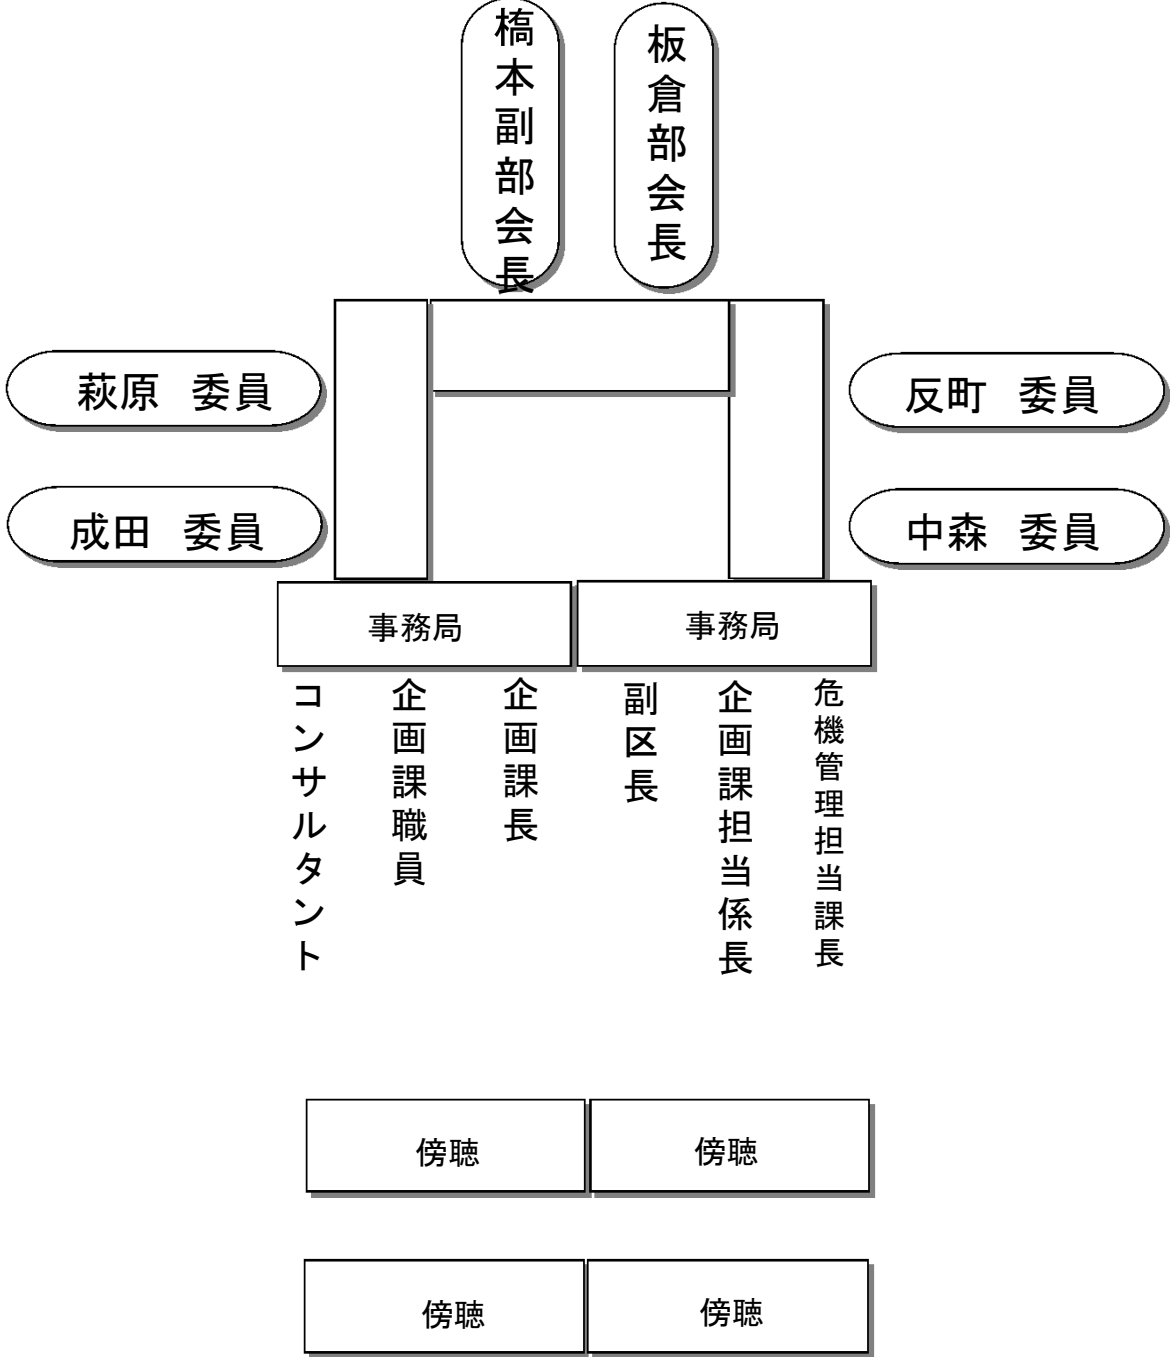 橋本副部会長
板倉部会長
萩原　委員
反町　委員
成田　委員
中森　委員
事務局
事務局
コンサルタント
企画課職員
企画課長
副区長
企画課担当係長
危機管理担当課長
傍聴
傍聴
傍聴
傍聴